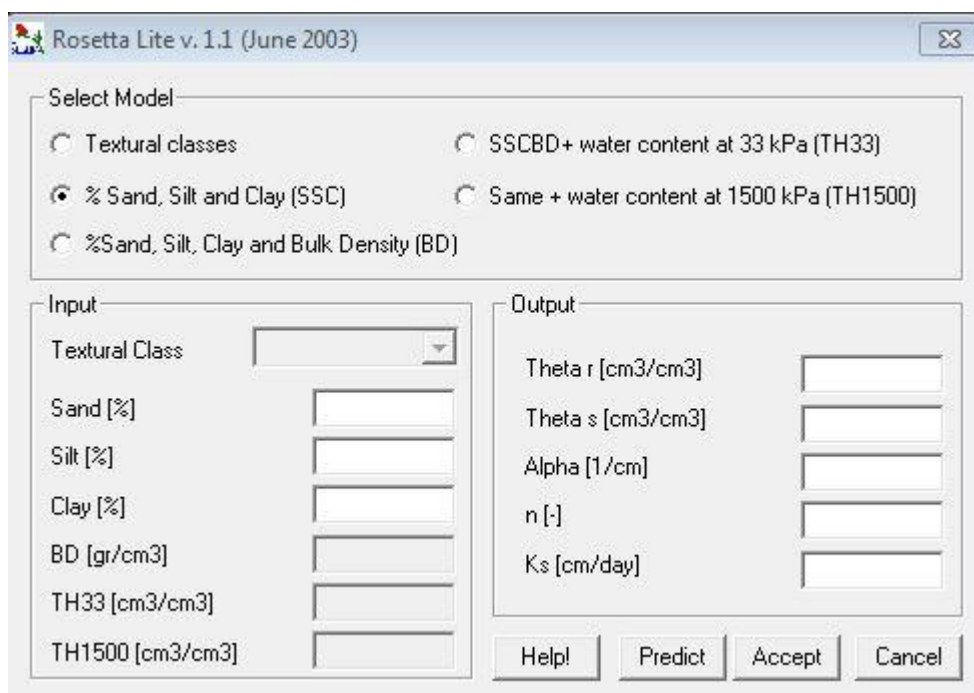 Rosetta Lite v. 1.1 (June 2003)
Select Model
Textural classes
% Sand, Silt and Clay (SSC)
%Sand, Silt, Clay and Bulk Density (BD)
SSCBD+ water content at 33 kPa (TH33)
Same + water content at 1500 kPa (TH1500)
Input
Textural Class
Sand [%]
Silt [%]
Clay [%]
BD [gr/cm3]
TH33 [cm3/cm3]
TH1500 [cm3/cm3]
Output
Theta r [cm3/cm3]
Theta s [cm3/cm3]
Alpha [1/cm]
n [-]
Ks [cm/day]
Help!
Predict
Accept
Cancel